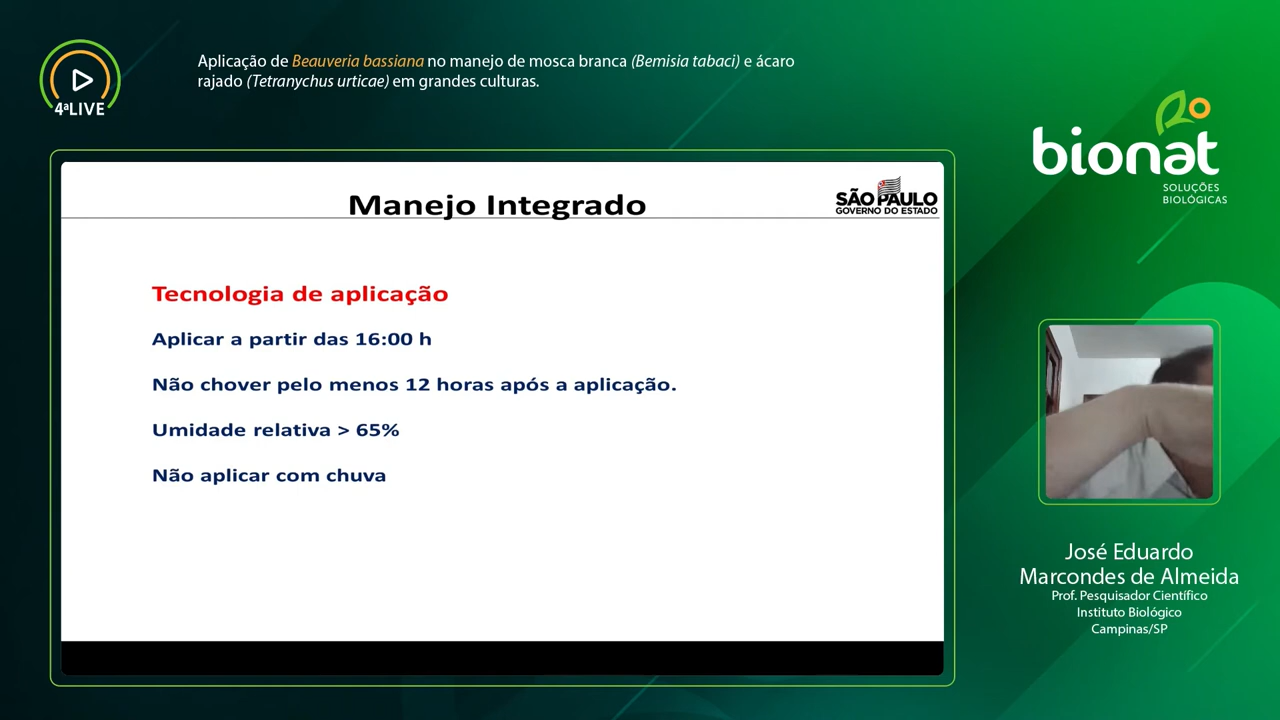 4ªLIVE
Aplicação de Beauveria bassiana no manejo de mosca branca (Bemisia tabaci) e ácaro
rajado (Tetranychus urticae) em grandes culturas.
bionat
SOLUÇÕES
BIOLÓGICAS
Manejo Integrado
SÃO PAULO
GOVERNO DO ESTADO
Tecnologia de aplicação
Aplicar a partir das 16:00 h
Não chover pelo menos 12 horas após a aplicação.
Umidade relativa > 65%
Não aplicar com chuva
José Eduardo
Marcondes de Almeida
Prof. Pesquisador Científico
Instituto Biológico
Campinas/SP